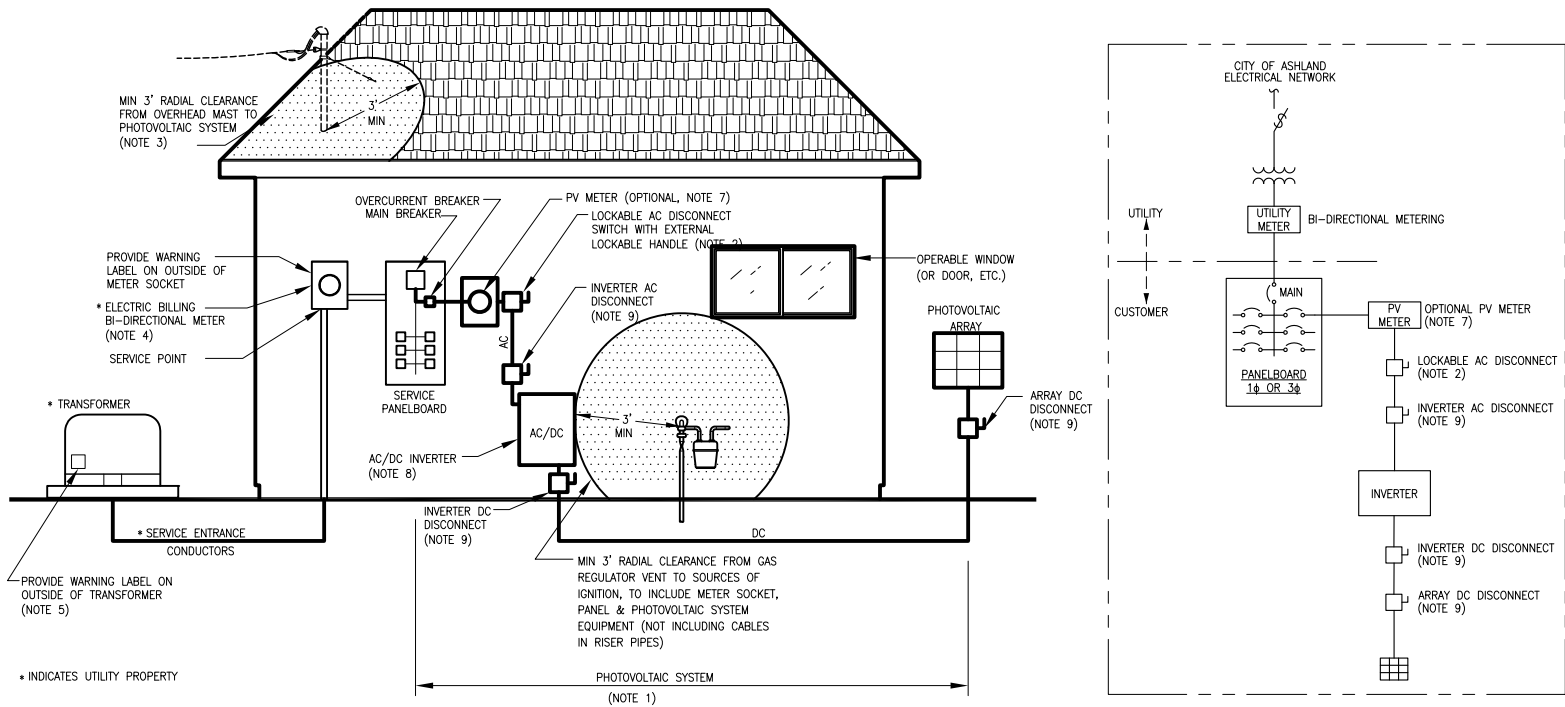 MIN 3' RADIAL CLEARANCE
FROM OVERHEAD MAST TO
PHOTOVOLTAIC SYSTEM
(NOTE 3)
3'
MIN
OVERCURRENT BREAKER
MAIN BREAKER
PV METER (OPTIONAL, NOTE 7)
LOCKABLE AC DISCONNECT
SWITCH WITH EXTERNAL
LOCKABLE HANDLE (NOTE 2)
PROVIDE WARNING
LABEL ON OUTSIDE OF
METER SOCKET
* ELECTRIC BILLING
BI-DIRECTIONAL METER
(NOTE 4)
SERVICE POINT
INVERTER AC
DISCONNECT
(NOTE 9)
AC
OPERABLE WINDOW
(OR DOOR, ETC.)
PHOTOVOLTAIC
ARRAY
SERVICE
PANELBOARD
* TRANSFORMER
AC/DC
3'
MIN
ARRAY DC
DISCONNECT
(NOTE 9)
AC/DC INVERTER
(NOTE 8)
INVERTER DC
DISCONNECT
(NOTE 9)
* SERVICE ENTRANCE
CONDUCTORS
DC
PROVIDE WARNING LABEL ON
OUTSIDE OF TRANSFORMER
(NOTE 5)
MIN 3' RADIAL CLEARANCE FROM GAS
REGULATOR VENT TO SOURCES OF
IGNITION, TO INCLUDE METER SOCKET,
PANEL & PHOTOVOLTAIC SYSTEM
EQUIPMENT (NOT INCLUDING CABLES
IN RISER PIPES)
* INDICATES UTILITY PROPERTY
PHOTOVOLTAIC SYSTEM
(NOTE 1)
CITY OF ASHLAND
ELECTRICAL NETWORK
UTILITY
UTILITY
METER
BI-DIRECTIONAL METERING
CUSTOMER
MAIN
PANELBOARD
1ϕ OR 3ϕ
PV
METER
OPTIONAL PV METER
(NOTE 7)
LOCKABLE AC DISCONNECT
(NOTE 2)
INVERTER AC DISCONNECT
(NOTE 9)
INVERTER
INVERTER DC DISCONNECT
(NOTE 9)
ARRAY DC DISCONNECT
(NOTE 9)